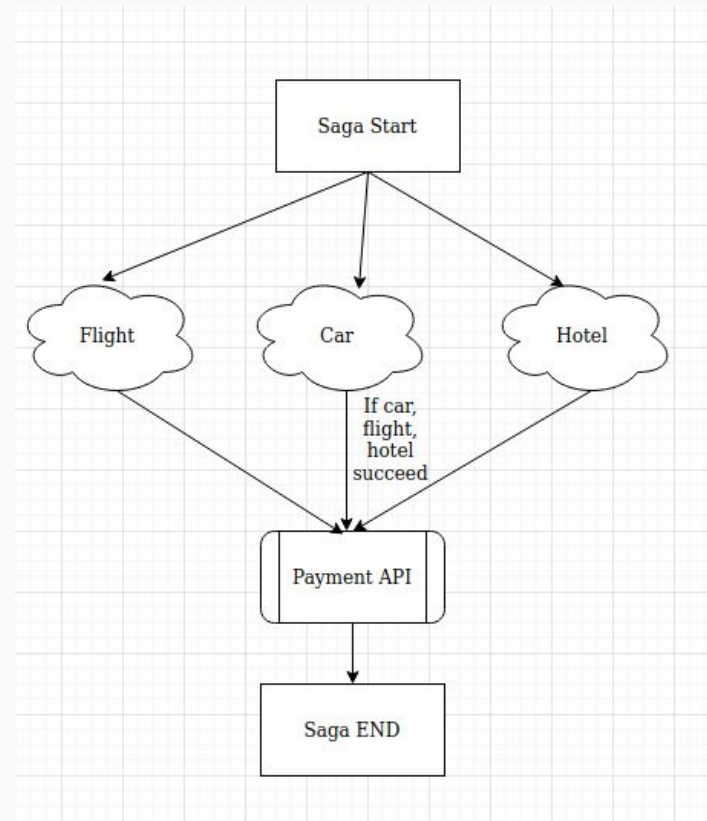 Saga Start
Flight
Car
Hotel
If car,
flight,
hotel
succeed
Payment API
Saga END